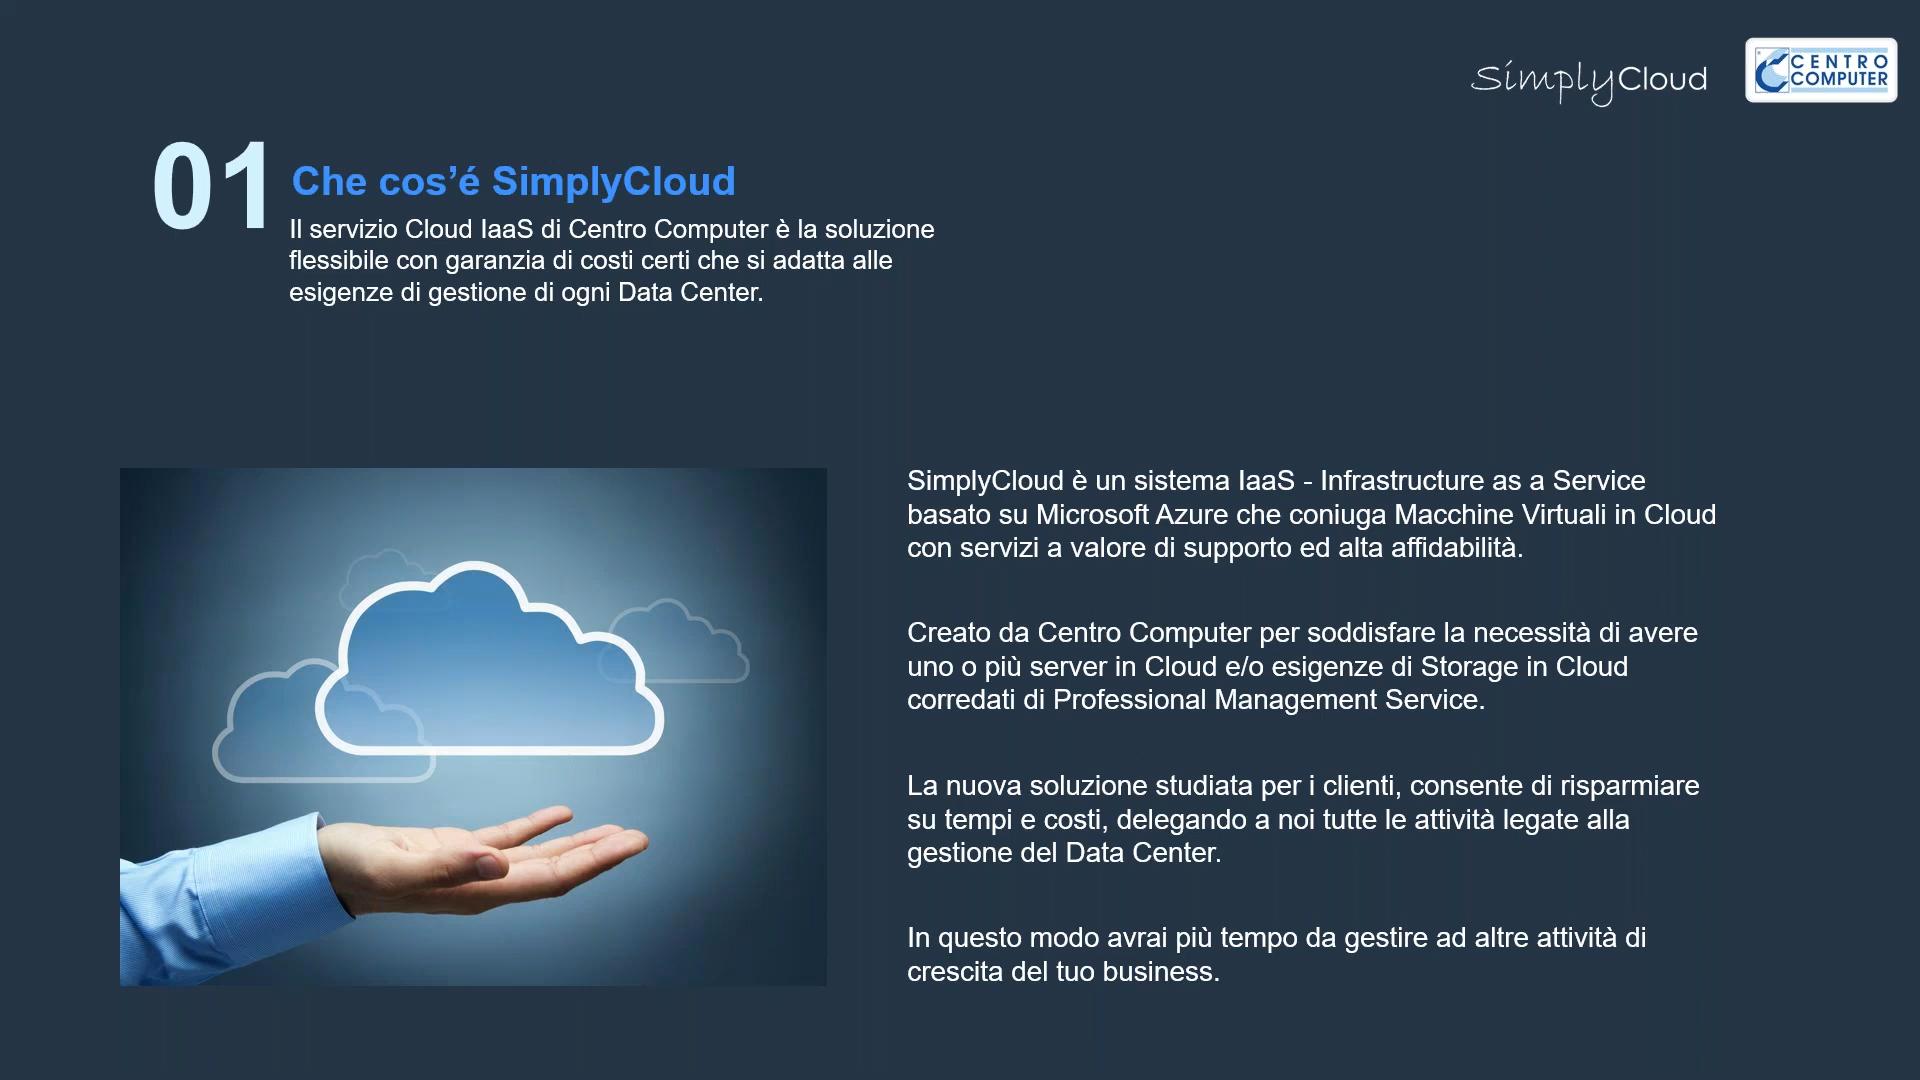 SimplyCloud
CENTRO
COMPUTER
01
Che cos’é SimplyCloud
Il servizio Cloud IaaS di Centro Computer è la soluzione
flessibile con garanzia di costi certi che si adatta alle
esigenze di gestione di ogni Data Center.
SimplyCloud è un sistema IaaS - Infrastructure as a Service
basato su Microsoft Azure che coniuga Macchine Virtuali in Cloud
con servizi a valore di supporto ed alta affidabilità.
Creato da Centro Computer per soddisfare la necessità di avere
uno o più server in Cloud e/o esigenze di Storage in Cloud
corredati di Professional Management Service.
La nuova soluzione studiata per i clienti, consente di risparmiare
su tempi e costi, delegando a noi tutte le attività legate alla
gestione del Data Center.
In questo modo avrai più tempo da gestire ad altre attività di
crescita del tuo business.